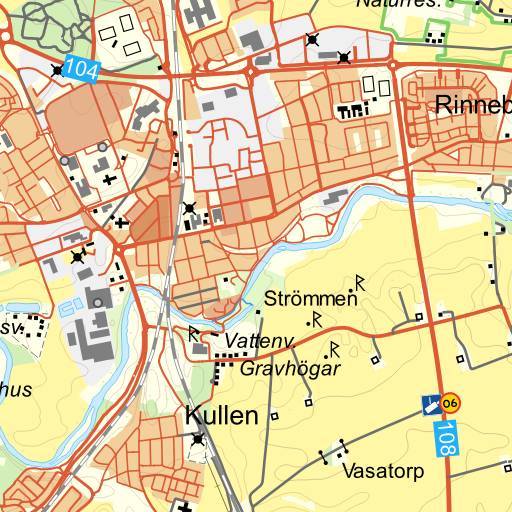 Naturres.
104
Rinneb
Strömmen
sv.
Vattenv.
Gravhögar
hus
06
Kullen
108
Vasatorp